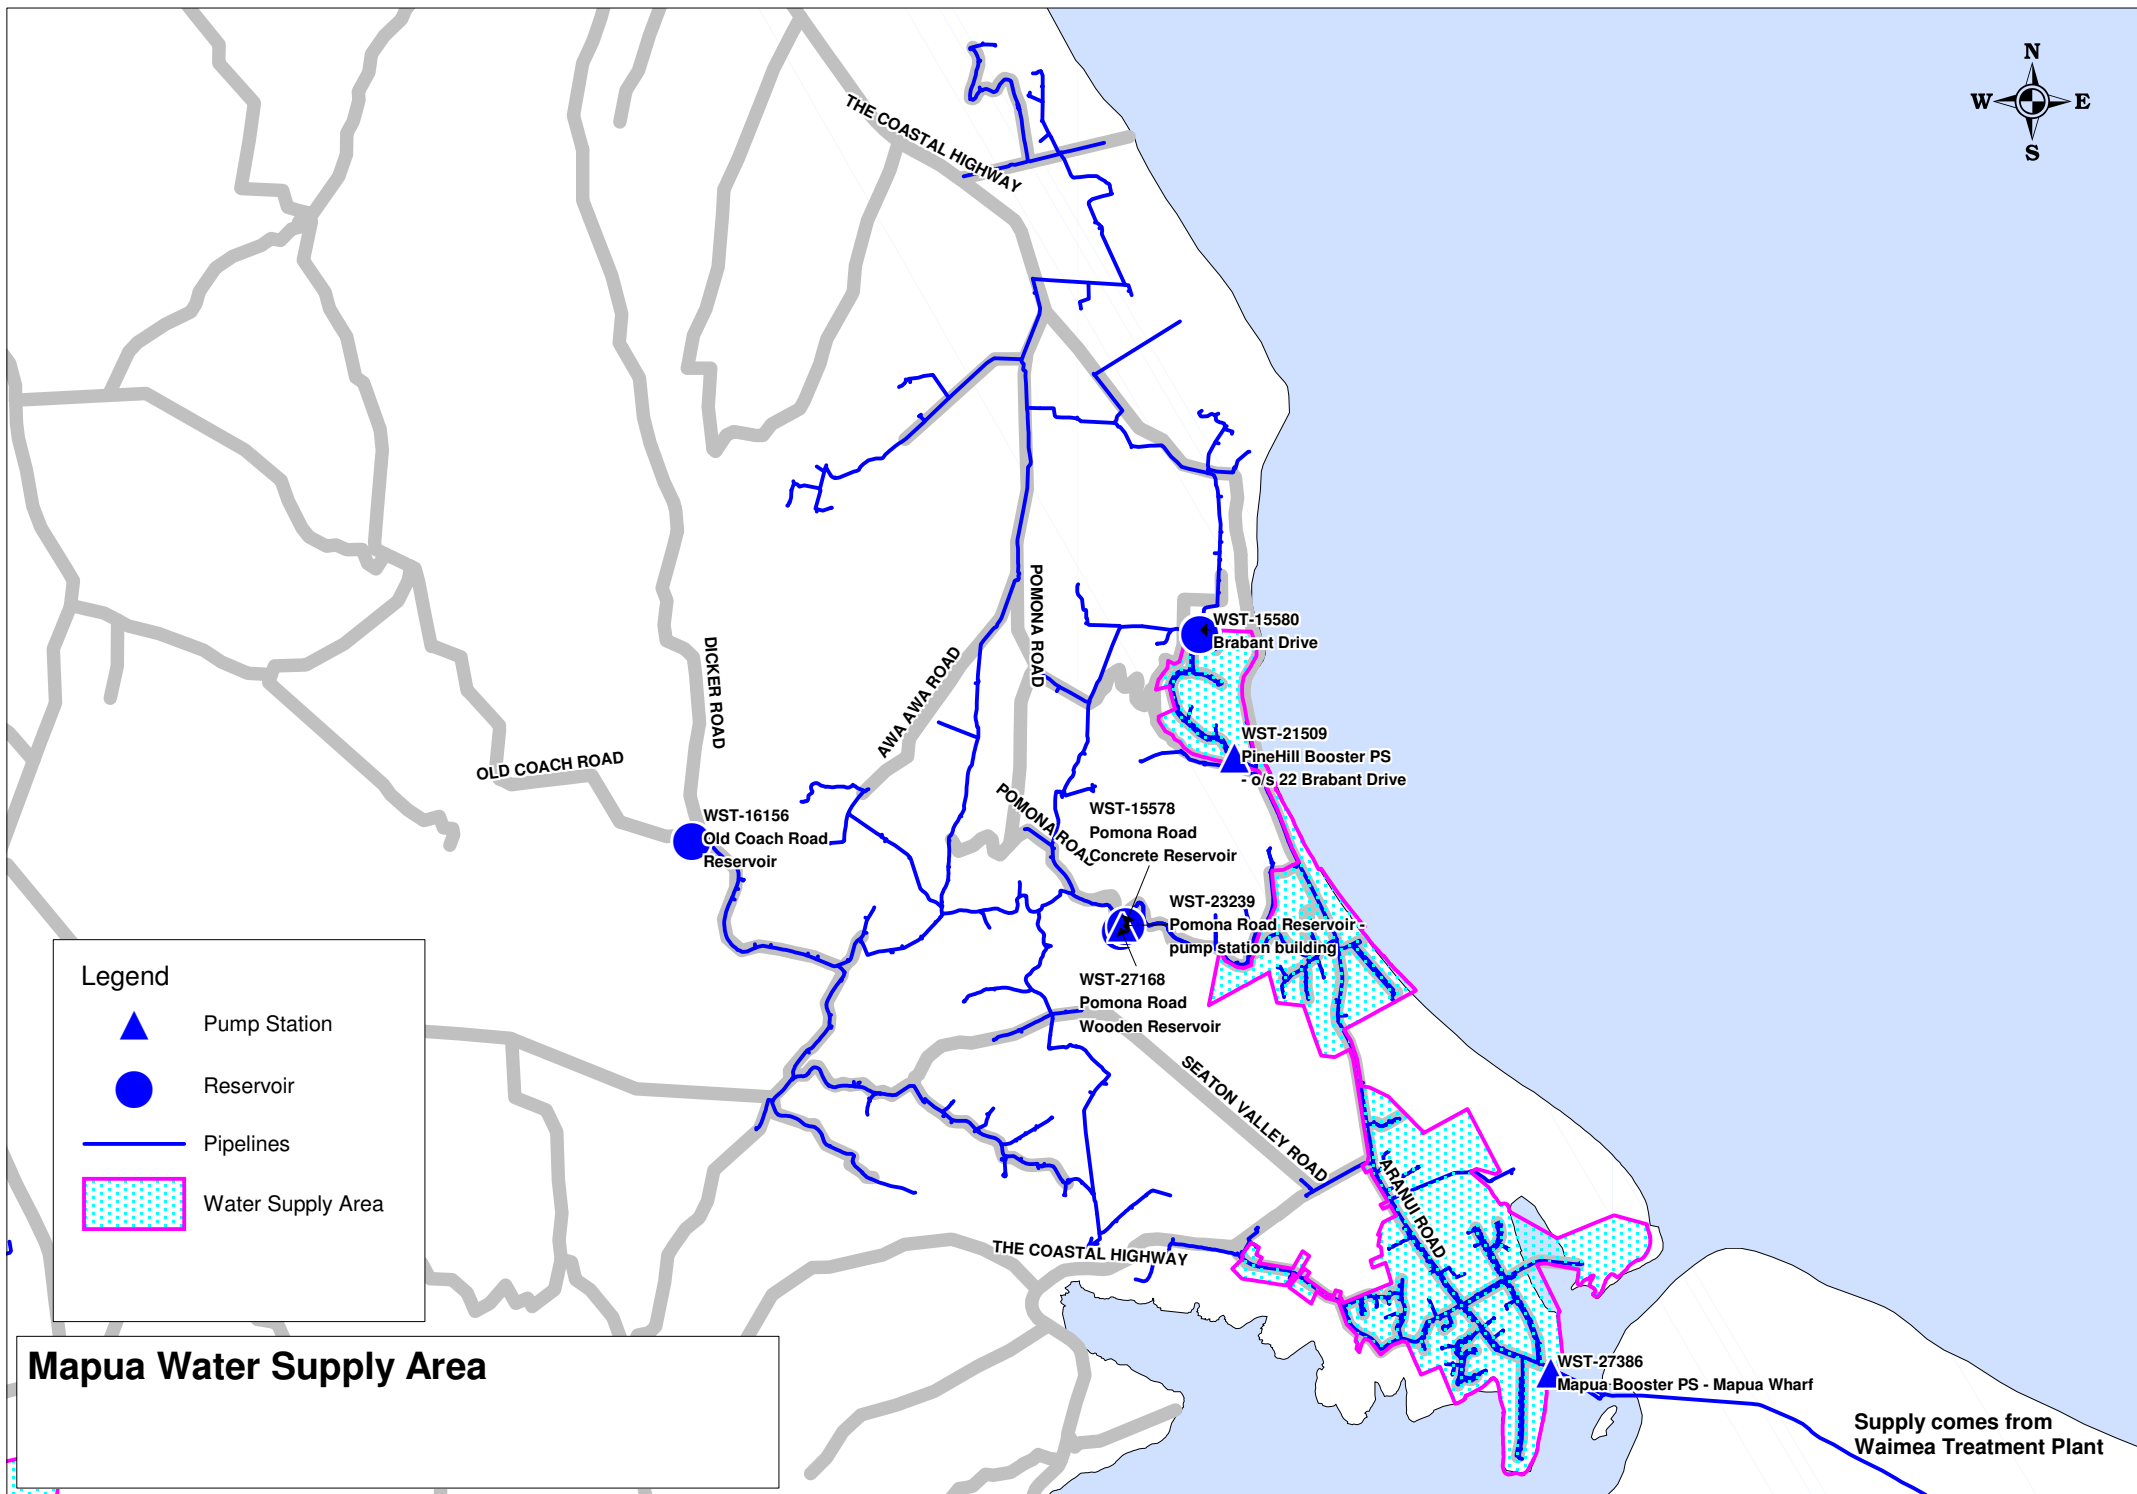 N
W E
S
THE COASTAL HIGHWAY
POMONA ROAD
WST-15580
Brabant Drive
DICKER ROAD
AWA AWA ROAD
WST-21509
PineHill Booster PS
- o/s 22 Brabant Drive
OLD COACH ROAD
POMONA ROAD
WST-15578
Pomona Road
Concrete Reservoir
WST-16156
Old Coach Road
Reservoir
WST-23239
Pomona Road Reservoir -
pump station building
WST-27168
Pomona Road
Wooden Reservoir
SEATON VALLEY ROAD
ARANUI ROAD
THE COASTAL HIGHWAY
Legend
Pump Station
Reservoir
Pipelines
Water Supply Area
Mapua Water Supply Area
WST-27386
Mapua Booster PS - Mapua Wharf
Supply comes from
Waimea Treatment Plant